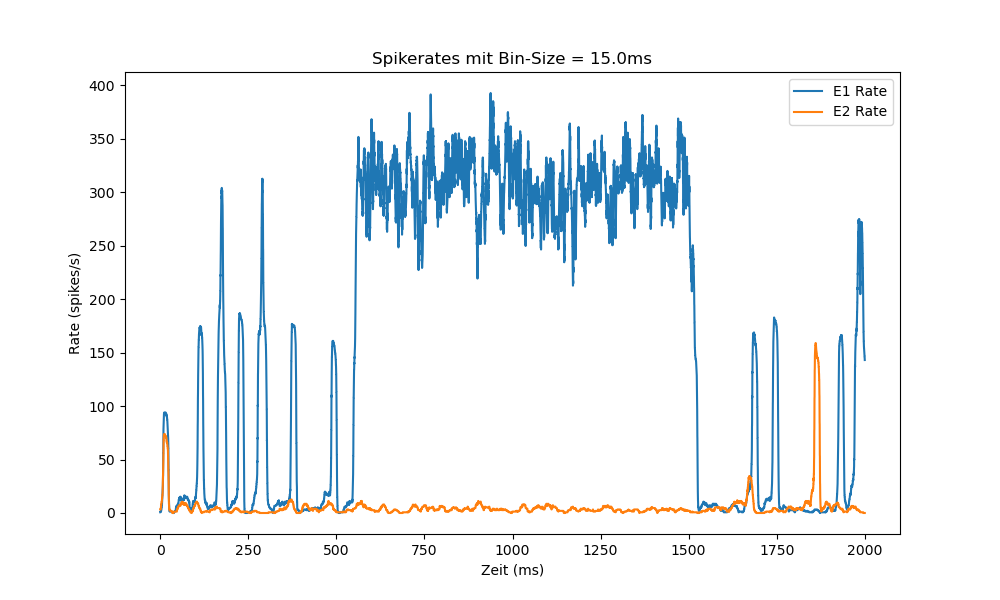 Spikerates mit Bin-Size = 15.0ms
E1 Rate
E2 Rate
Rate (spikes/s)
400
350
300
250
200
150
100
50
0
0 250 500 750 1000 1250 1500 1750 2000
Zeit (ms)